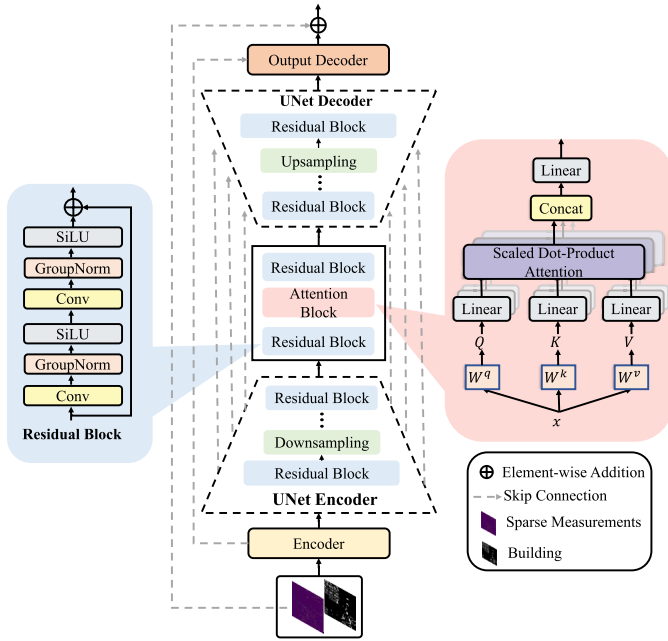 Output Decoder
UNet Decoder
Residual Block
Upsampling
Residual Block
Residual Block
Attention
Block
Residual Block
Residual Block
Downsampling
Residual Block
UNet Encoder
Encoder
SiLU
GroupNorm
Conv
SiLU
GroupNorm
Conv
Residual Block
Linear
Concat
Scaled Dot-Product
Attention
Linear Linear Linear
Q K V
W^q W^k W^v
x
Element-wise Addition
Skip Connection
Sparse Measurements
Building